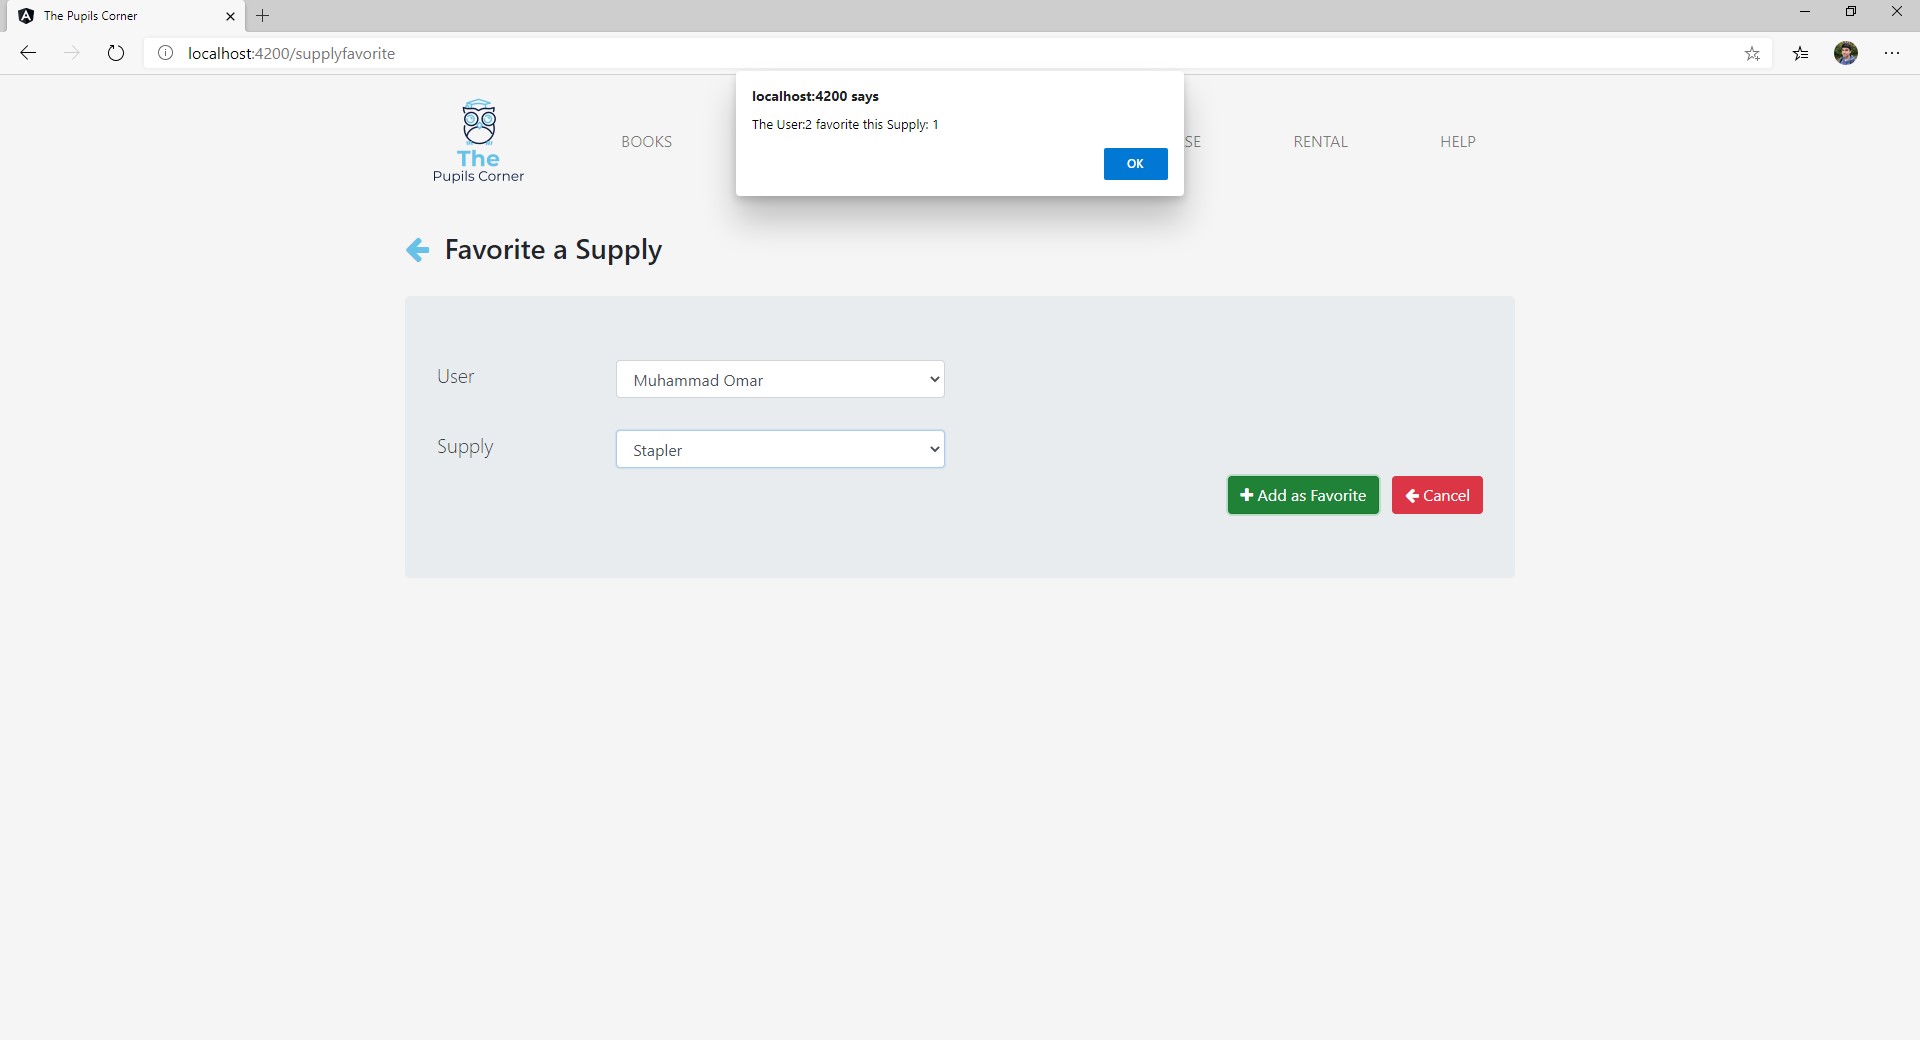 The Pupils Corner
localhost:4200/supplyfavorite
localhost:4200 says
The User:2 favorite this Supply: 1
OK
The
Pupils Corner
BOOKS
SE
RENTAL
HELP
Favorite a Supply
User
Muhammad Omar
Supply
Stapler
Add as Favorite
Cancel